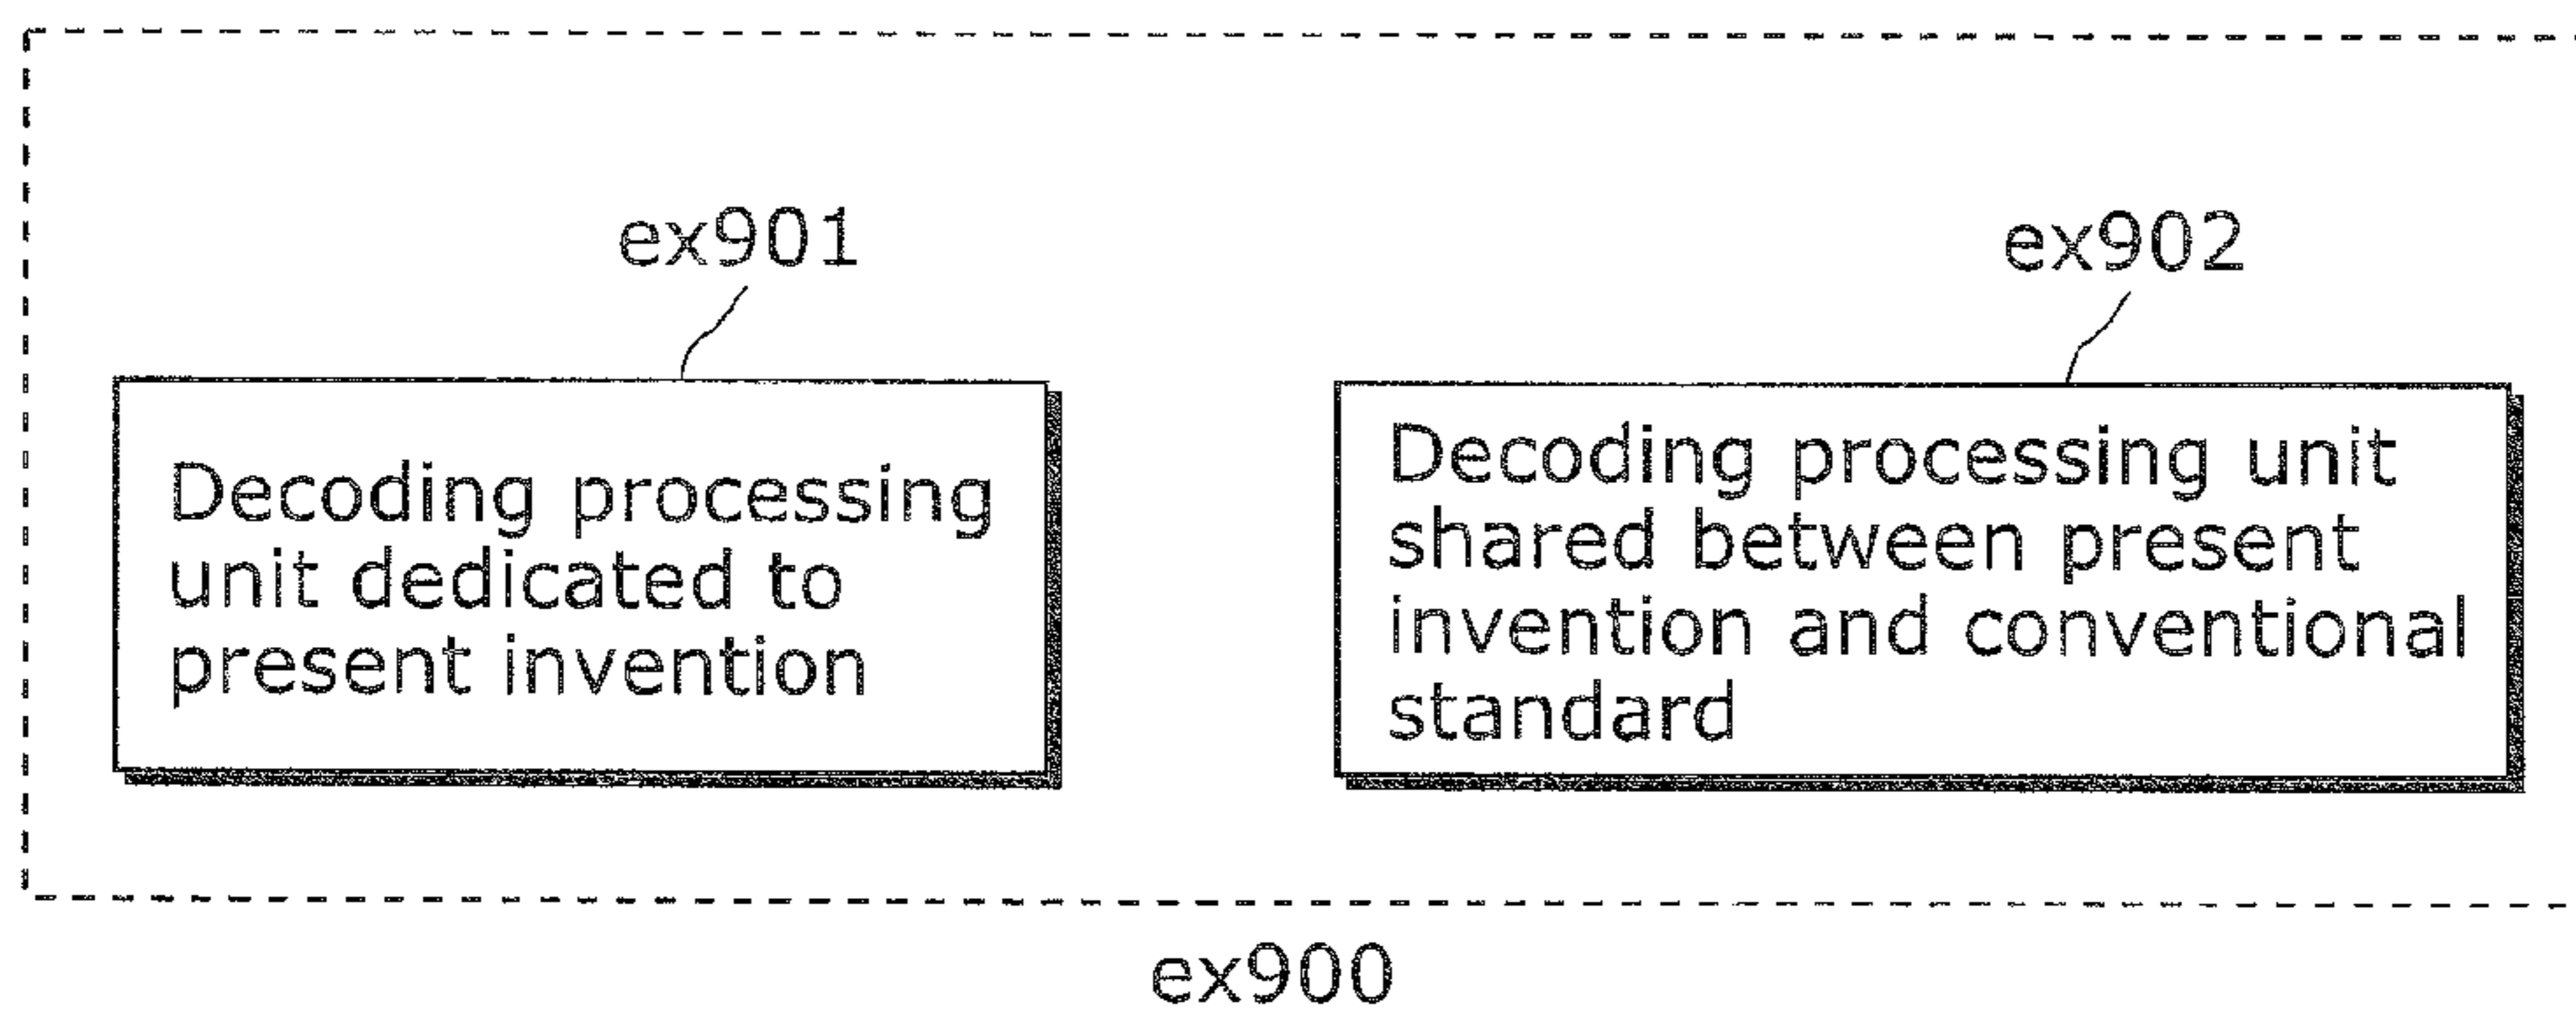 ex901
Decoding processing
unit dedicated to
present invention
ex902
Decoding processing unit
shared between present
invention and conventional
standard
ex900